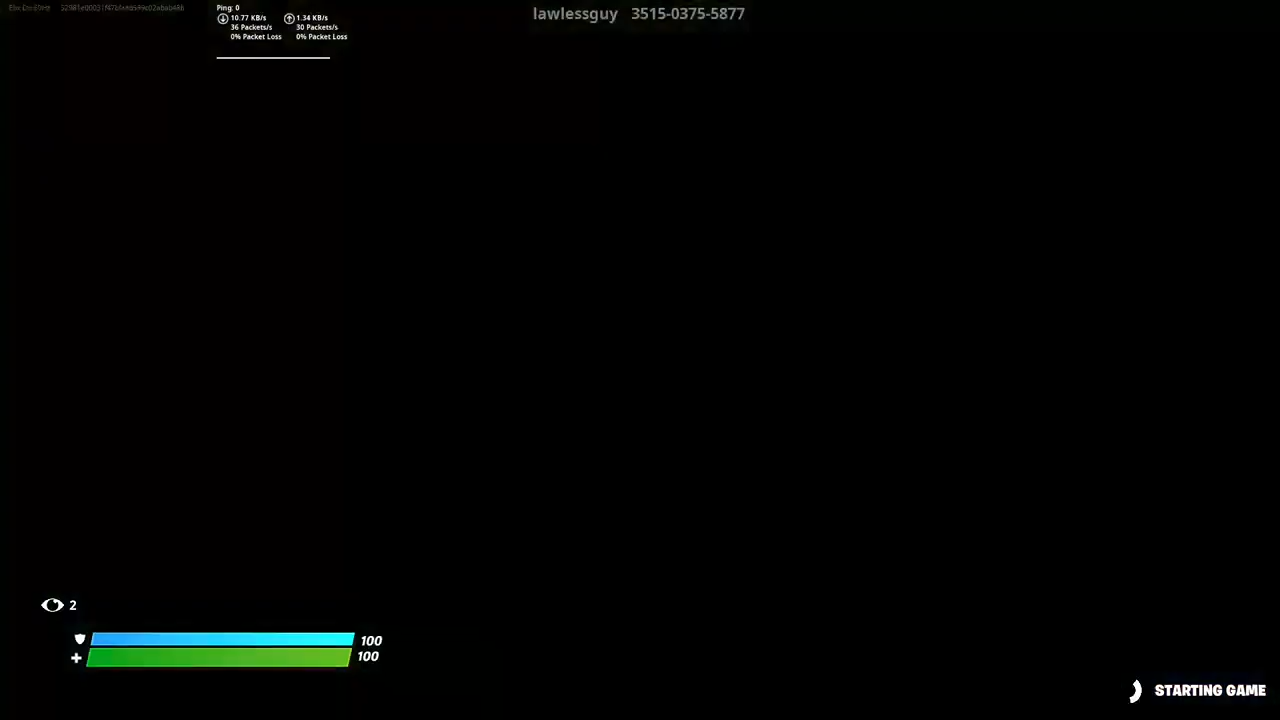 Ping: 0
10.77 KB/s 1.34 KB/s
36 Packets/s 30 Packets/s
0% Packet Loss 0% Packet Loss
lawlessguy 3515-0375-5877
2
100
100
STARTING GAME